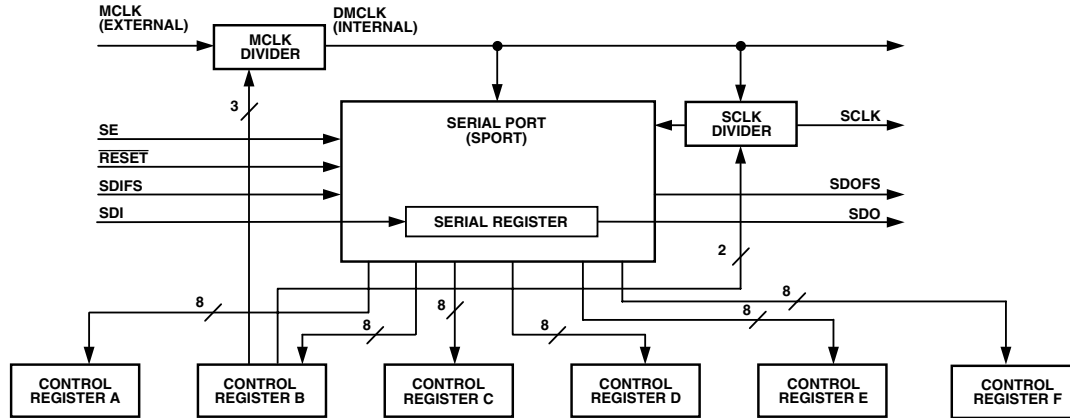 MCLK
(EXTERNAL)
MCLK
DIVIDER
DMCLK
(INTERNAL)
3
SE
RESET
SDIFS
SDI
SERIAL PORT
(SPORT)
SERIAL REGISTER
SCLK
DIVIDER
SCLK
SDOFS
SDO
2
8
8
8
8
8
8
CONTROL
REGISTER A
CONTROL
REGISTER B
CONTROL
REGISTER C
CONTROL
REGISTER D
CONTROL
REGISTER E
CONTROL
REGISTER F